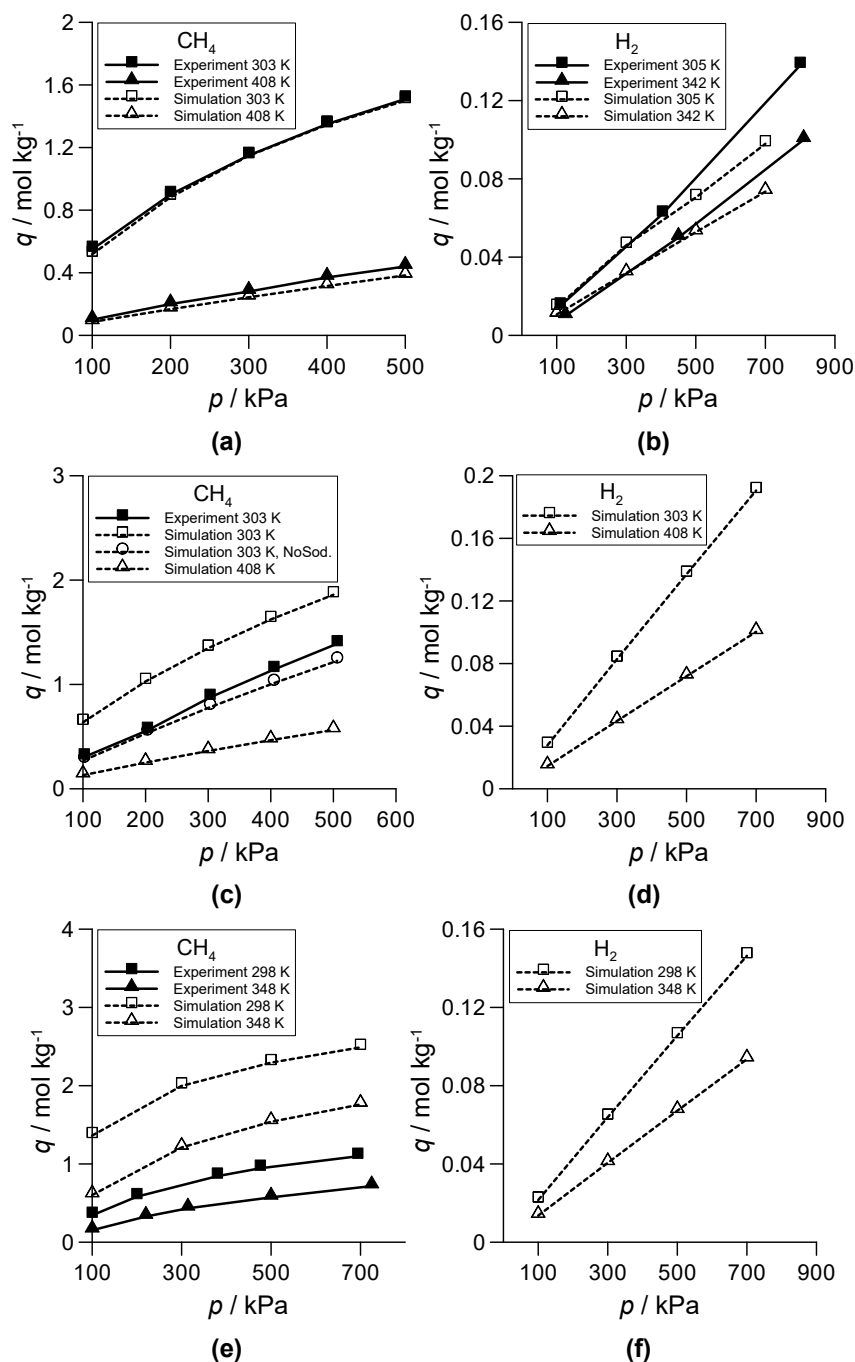 CH4
Experiment 303 K
Experiment 408 K
Simulation 303 K
Simulation 408 K
2
1.6
1.2
0.8
0.4
0
q / mol kg-1
100 200 300 400 500
p / kPa
(a)
H2
Experiment 305 K
Experiment 342 K
Simulation 305 K
Simulation 342 K
0.16
0.12
0.08
0.04
0
q / mol kg-1
100 300 500 700 900
p / kPa
(b)
CH4
Experiment 303 K
Simulation 303 K
Simulation 303 K, NoSod.
Simulation 408 K
3
2
1
0
q / mol kg-1
100 200 300 400 500 600
p / kPa
(c)
H2
Simulation 303 K
Simulation 408 K
0.2
0.16
0.12
0.08
0.04
0
q / mol kg-1
100 300 500 700 900
p / kPa
(d)
CH4
Experiment 298 K
Experiment 348 K
Simulation 298 K
Simulation 348 K
4
3
2
1
0
q / mol kg-1
100 300 500 700
p / kPa
(e)
H2
Simulation 298 K
Simulation 348 K
0.16
0.12
0.08
0.04
0
q / mol kg-1
100 300 500 700 900
p / kPa
(f)